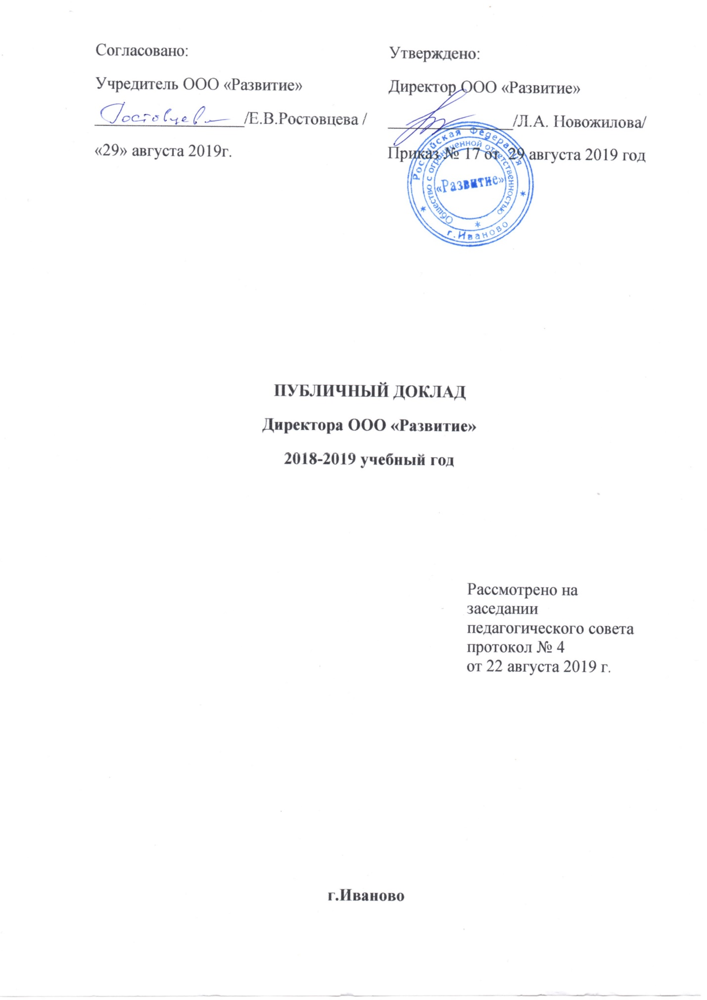 Согласовано:
Учредитель ООО «Развитие»
Ростовцева /Е.В.Ростовцева /
«29» августа 2019г.
Утверждено:
Директор ООО «Развитие»
/Л.А. Новожилова/
Приказ № 17 от 29 августа 2019 год
Российская Федерация
Общество с ограниченной ответственностью
«Развитие»
г.Иваново
ПУБЛИЧНЫЙ ДОКЛАД
Директора ООО «Развитие»
2018-2019 учебный год
Рассмотрено на
заседании
педагогического совета
протокол № 4
от 22 августа 2019 г.
г.Иваново